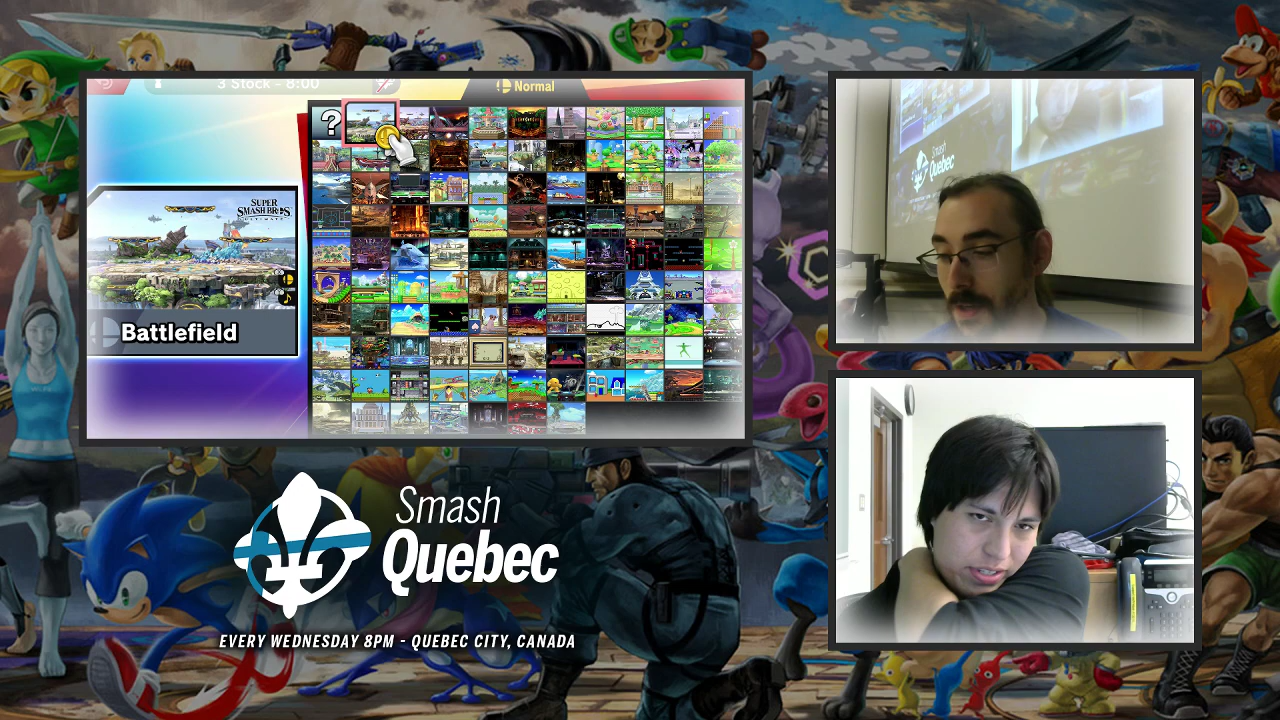 3 Stock - 8:00
Normal
?
SUPER
SMASH BROS.
ULTIMATE
Battlefield
Smash
Quebec
Smash
Quebec
EVERY WEDNESDAY 8PM - QUEBEC CITY, CANADA